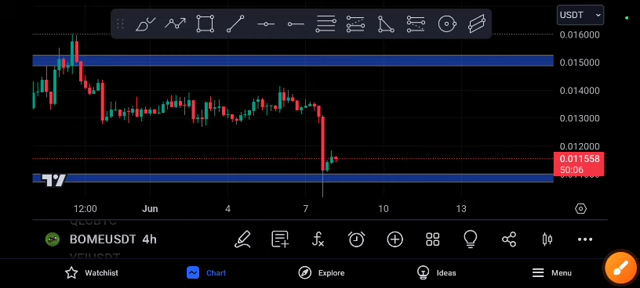 USDT
0.016000
0.015000
0.014000
0.013000
0.012000
0.011558
50:06
12:00 Jun 4 7 10 13
BOMEUSDT 4h
Watchlist Chart Explore Ideas Menu